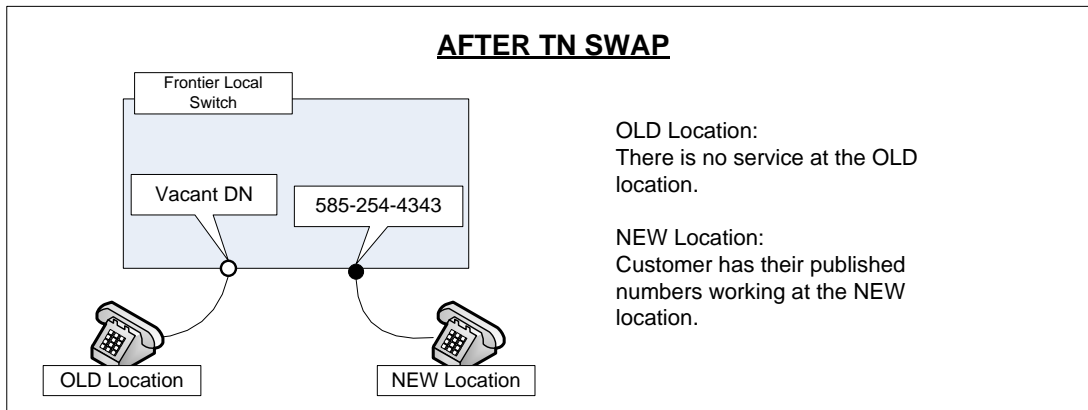 AFTER TN SWAP
Frontier Local
Switch
Vacant DN
585-254-4343
OLD Location
NEW Location
OLD Location:
There is no service at the OLD
location.
NEW Location:
Customer has their published
numbers working at the NEW
location.